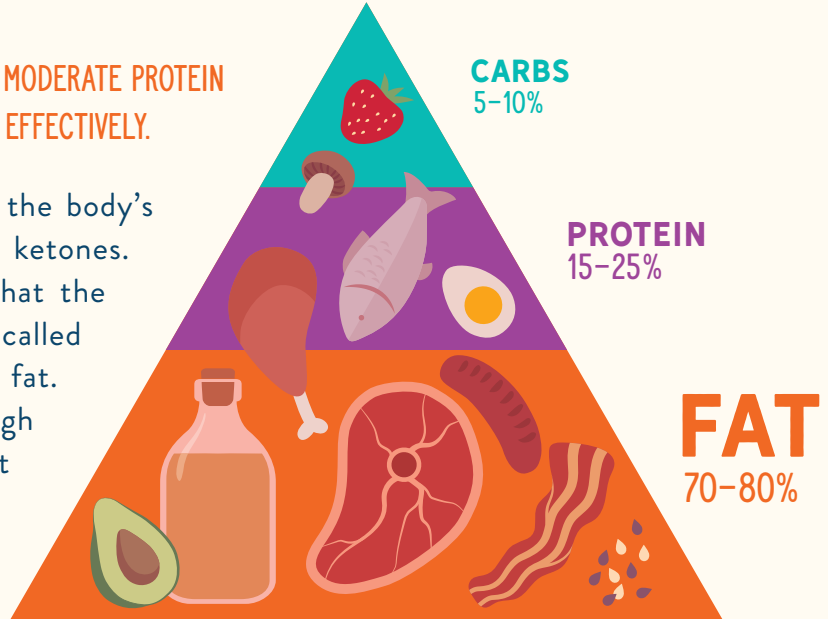 MODERATE PROTEIN
EFFECTIVELY.
the body's
ketones.
hat the
called
fat.
gh
t
CARBS
5–10%
PROTEIN
15–25%
FAT
70–80%